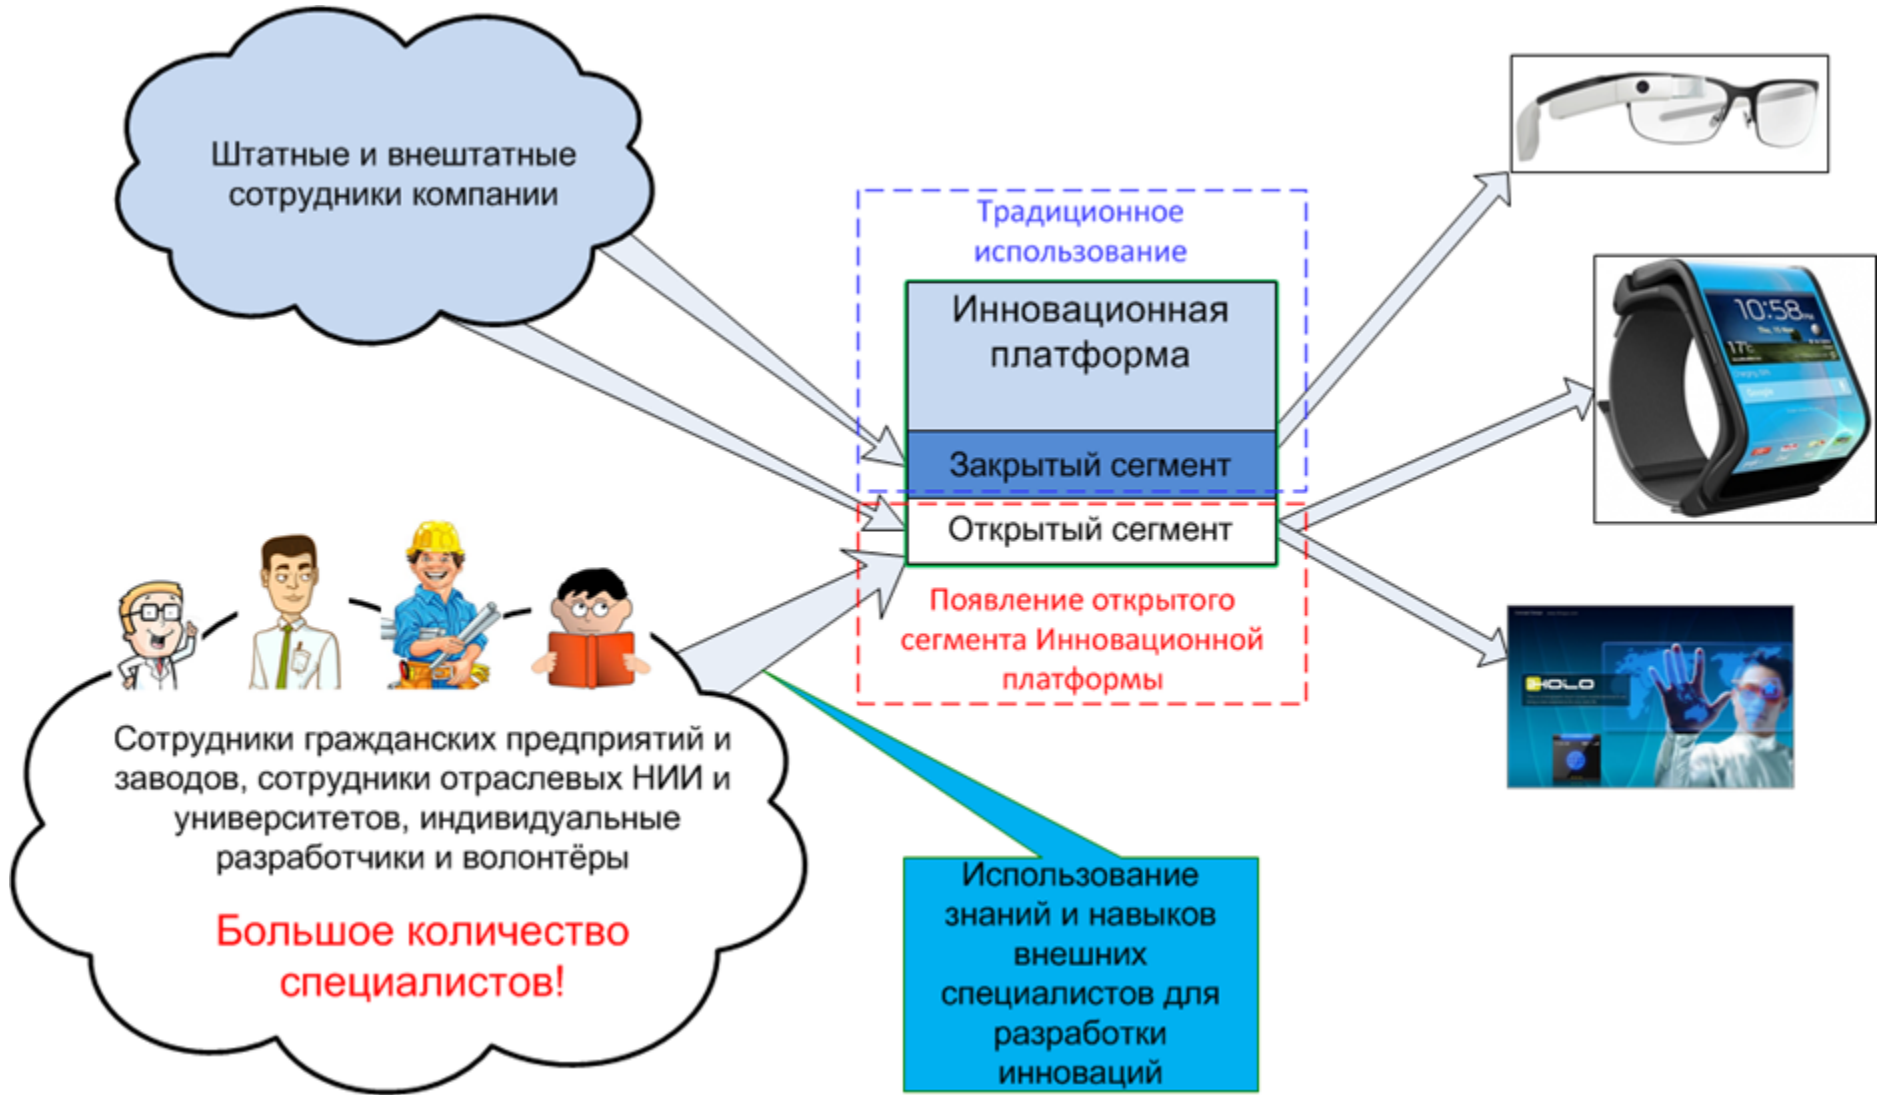 Штатные и внештатные
сотрудники компании
Традиционное
использование
Инновационная
платформа
Закрытый сегмент
Открытый сегмент
Появление открытого
сегмента Инновационной
платформы
Сотрудники гражданских предприятий и
заводов, сотрудники отраслевых НИИ и
университетов, индивидуальные
разработчики и волонтёры
Большое количество
специалистов!
Использование
знаний и навыков
внешних
специалистов для
разработки
инноваций
10:58
17°
Google
HOLO